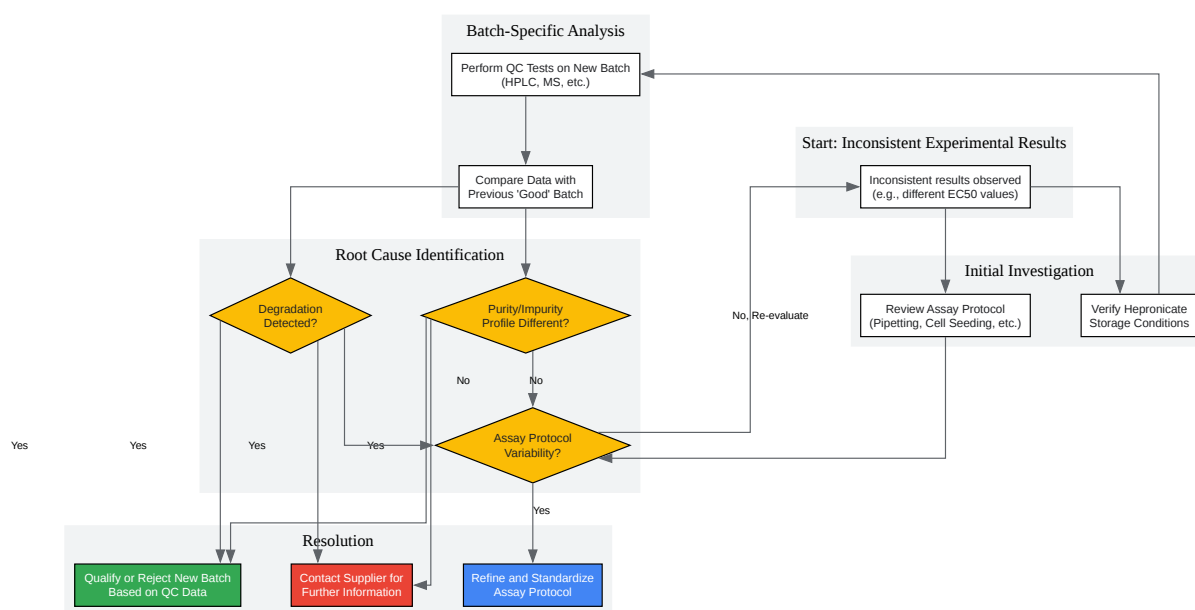 Batch-Specific Analysis
Perform QC Tests on New Batch
(HPLC, MS, etc.)
Start: Inconsistent Experimental Results
Compare Data with
Previous 'Good' Batch
Inconsistent results observed
(e.g., different EC50 values)
Root Cause Identification
Initial Investigation
Degradation
Detected?
Purity/Impurity
Profile Different?
No, Re-evaluate
Review Assay Protocol
(Pipetting, Cell Seeding, etc.)
Verify Hepronicate
Storage Conditions
No
No
Yes
Yes
Yes
Yes
Assay Protocol
Variability?
Yes
Resolution
Qualify or Reject New Batch
Based on QC Data
Contact Supplier for
Further Information
Refine and Standardize
Assay Protocol